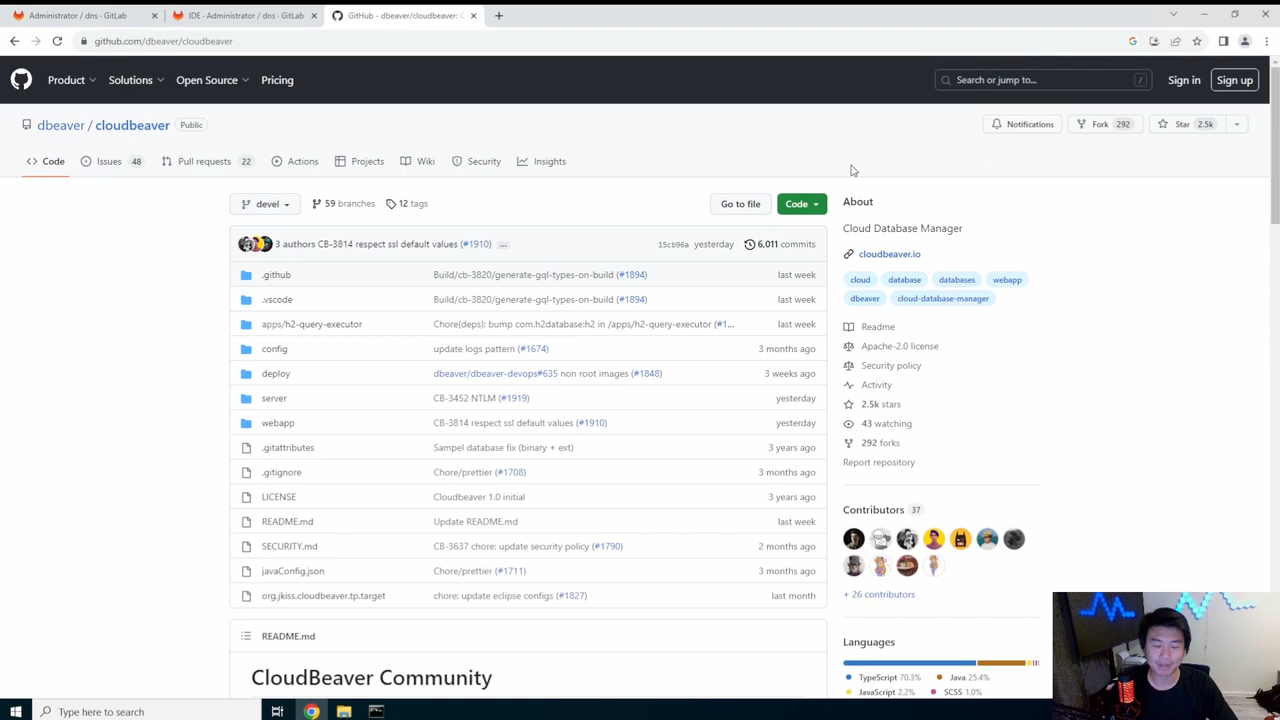 Administrator / dns · GitLab
IDE · Administrator / dns · GitLab
GitHub - dbeaver/cloudbeaver: C
github.com/dbeaver/cloudbeaver
Product
Solutions
Open Source
Pricing
Search or jump to...
/
Sign in
Sign up
dbeaver / cloudbeaver
Public
Notifications
Fork 292
Star 2.5k
Code
Issues 48
Pull requests 22
Actions
Projects
Wiki
Security
Insights
devel
59 branches
12 tags
Go to file
Code
3 authors CB-3814 respect ssl default values (#1910) ...
15cb96a yesterday
6,011 commits
.github Build/cb-3820/generate-gql-types-on-build (#1894) last week
.vscode Build/cb-3820/generate-gql-types-on-build (#1894) last week
apps/h2-query-executor Chore(deps): bump com.h2database:h2 in /apps/h2-query-executor (#1... last week
config update logs pattern (#1674) 3 months ago
deploy dbeaver/dbeaver-devops#635 non root images (#1848) 3 weeks ago
server CB-3452 NTLM (#1919) yesterday
webapp CB-3814 respect ssl default values (#1910) yesterday
.gitattributes Sampel database fix (binary + ext) 3 years ago
.gitignore Chore/prettier (#1708) 3 months ago
LICENSE Cloudbeaver 1.0 initial 3 years ago
README.md Update README.md last week
SECURITY.md CB-3637 chore: update security policy (#1790) 2 months ago
javaConfig.json Chore/prettier (#1711) 3 months ago
org.jkiss.cloudbeaver.tp.target chore: update eclipse configs (#1827) last month
README.md
CloudBeaver Community
About
Cloud Database Manager
cloudbeaver.io
cloud database databases webapp
dbeaver cloud-database-manager
Readme
Apache-2.0 license
Security policy
Activity
2.5k stars
43 watching
292 forks
Report repository
Contributors 37
+ 26 contributors
Languages
TypeScript 70.3% Java 25.4%
JavaScript 2.2% SCSS 1.0%
Type here to search